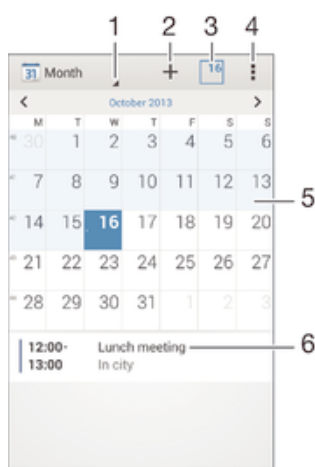 1 2 3 4
31 Month + 16
October 2013
M T W T F S S
30 1 2 3 4 5 6
7 8 9 10 11 12 13
5
14 15 16 17 18 19 20
21 22 23 24 25 26 27
28 29 30 31 1 2 3
12:00- Lunch meeting 6
13:00 In city